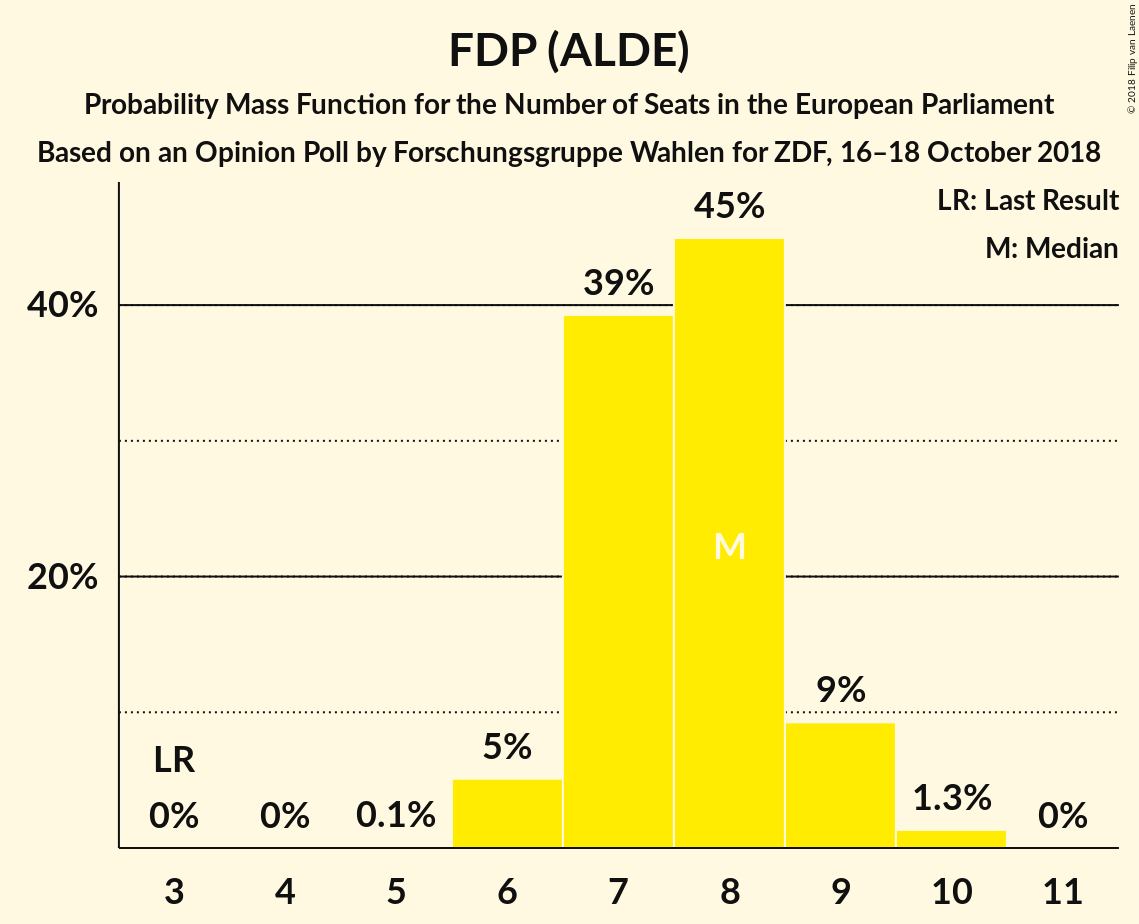 FDP (ALDE)
Probability Mass Function for the Number of Seats in the European Parliament
Based on an Opinion Poll by Forschungsgruppe Wahlen for ZDF, 16–18 October 2018
© 2018 Filip van Laenen
LR: Last Result
M: Median
40%
20%
LR
0%
0%
0.1%
5%
39%
45%
M
9%
1.3%
0%
3 4 5 6 7 8 9 10 11